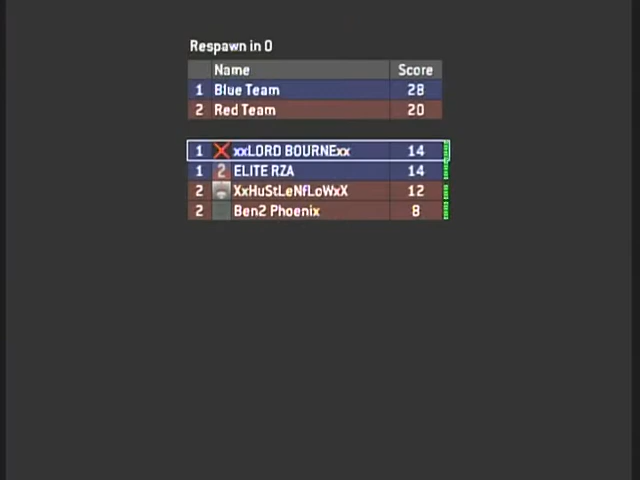 Respawn in 0
Name Score
1 Blue Team 28
2 Red Team 20
1 xxLORD BOURNExx 14
1 2 ELITE RZA 14
2 XxHuStLeNfLoWxX 12
2 Ben2 Phoenix 8